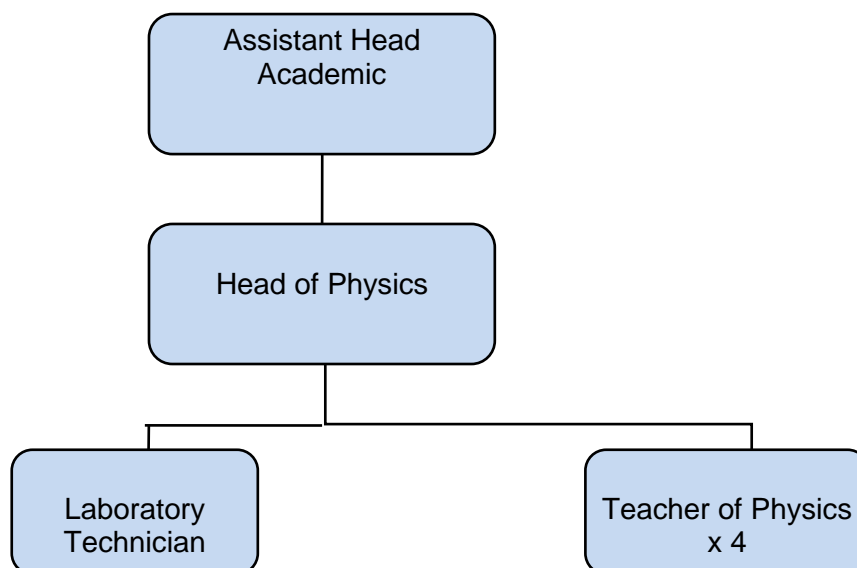 Assistant Head
Academic
Head of Physics
Laboratory
Technician
Teacher of Physics
x 4